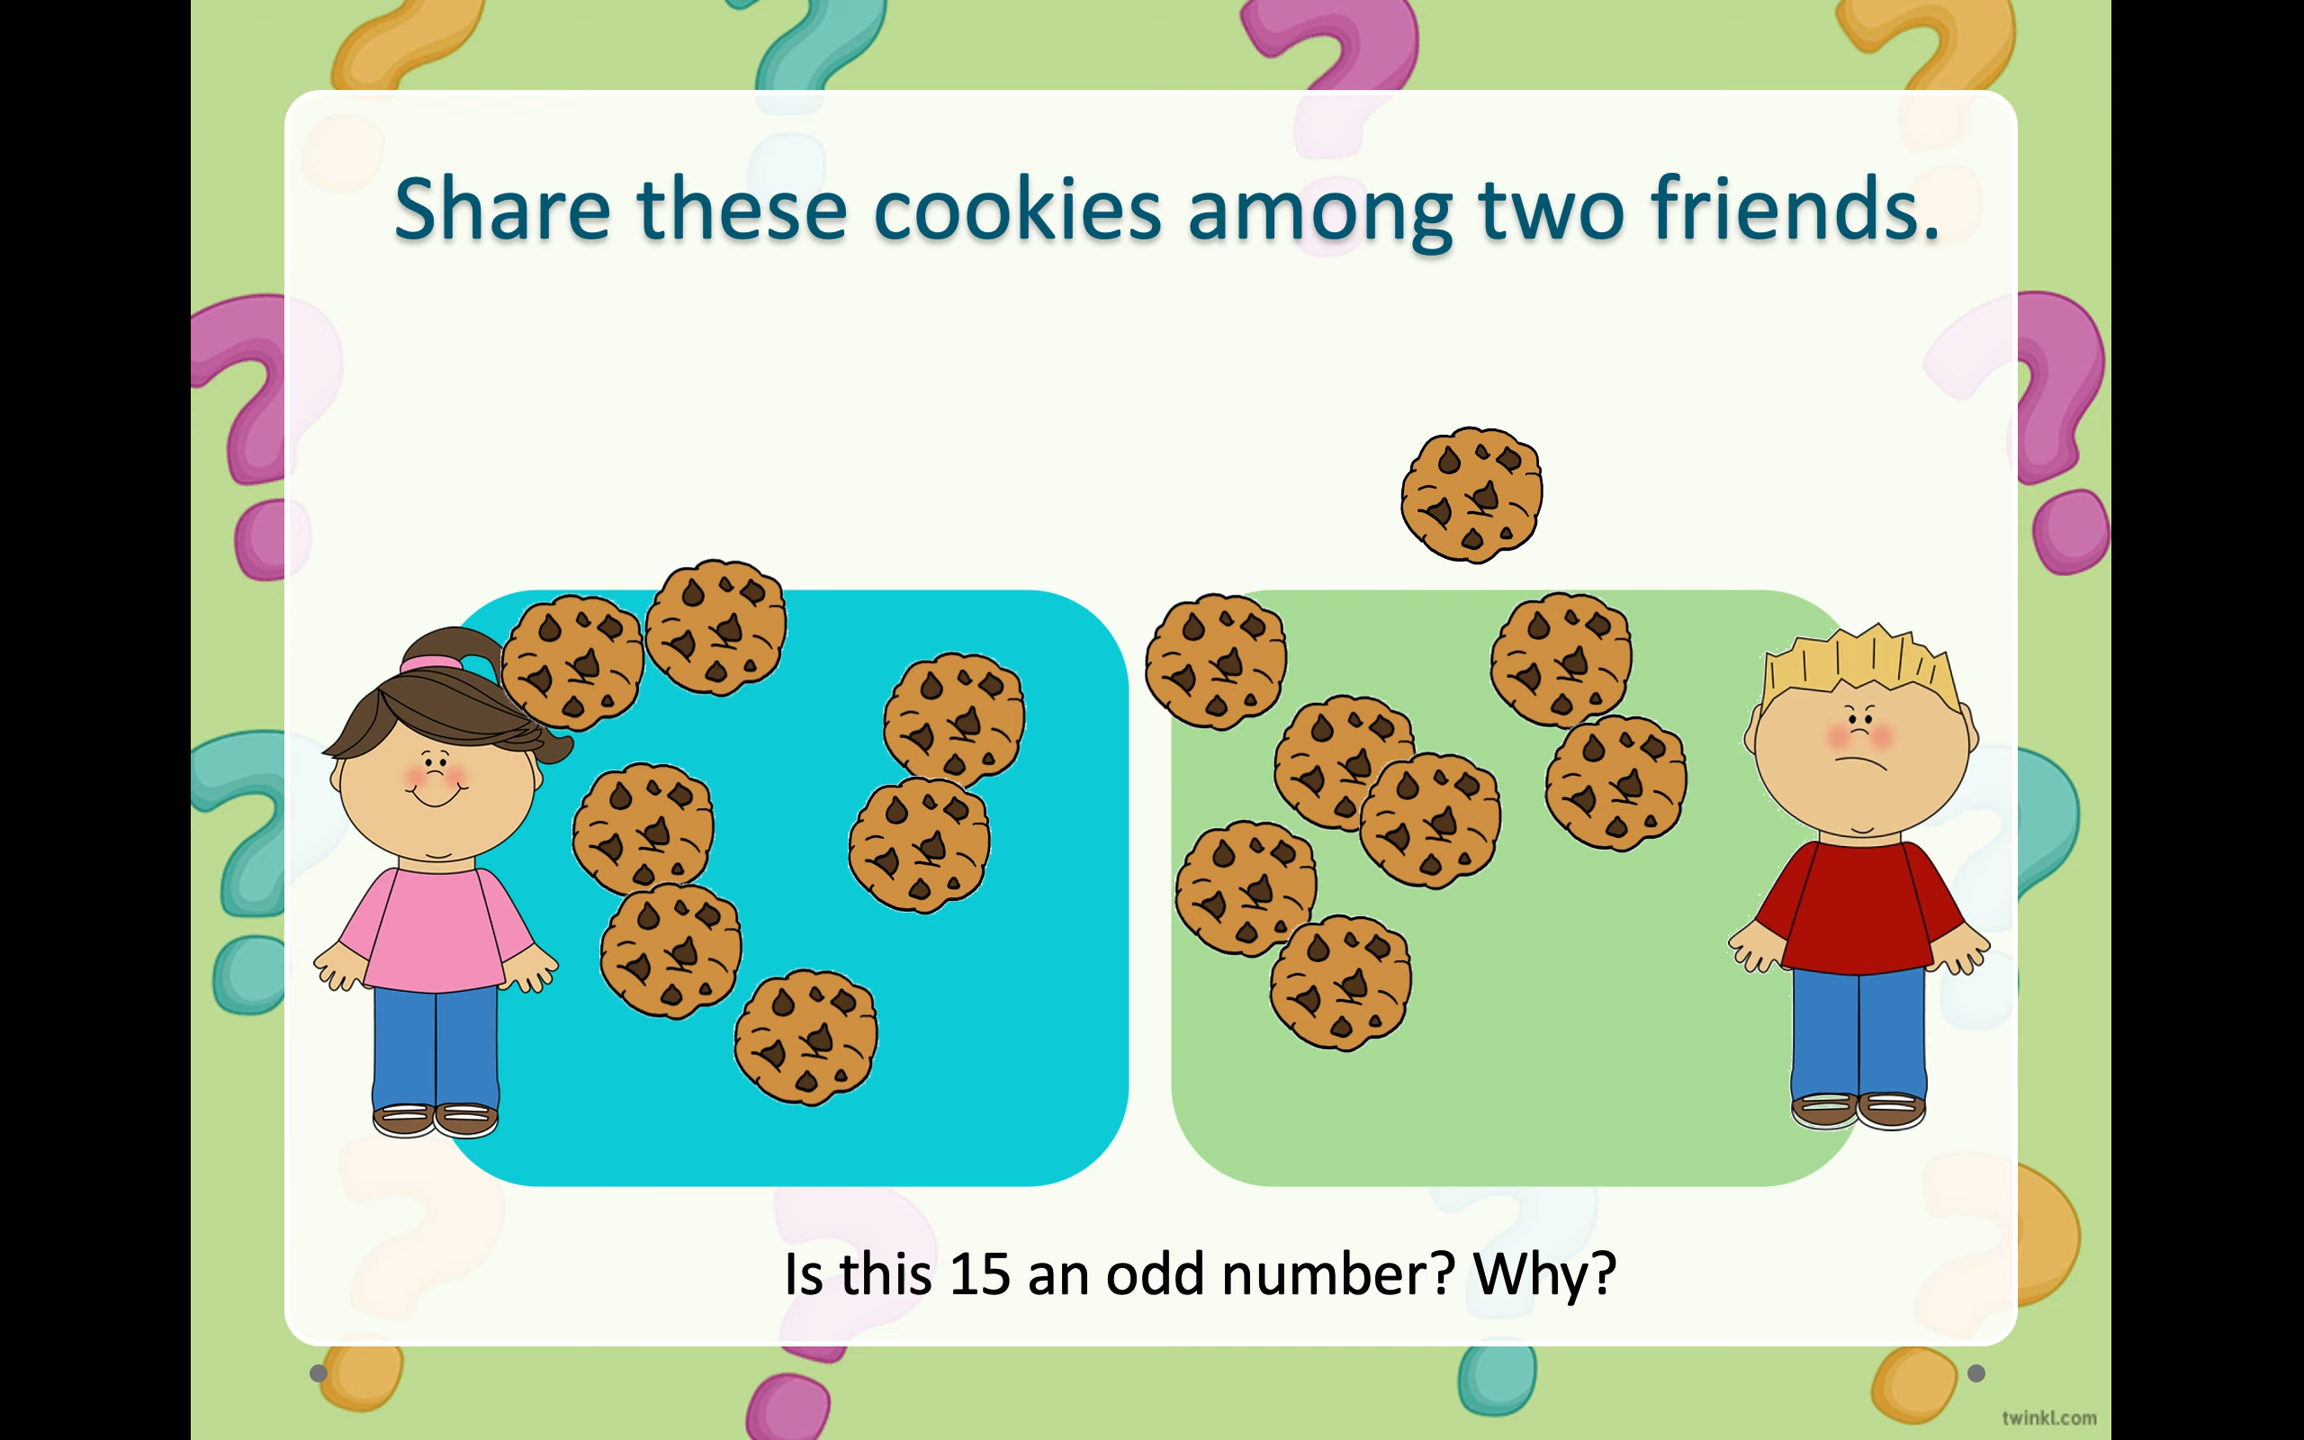 Share these cookies among two friends.
Is this 15 an odd number? Why?
twinkl.com